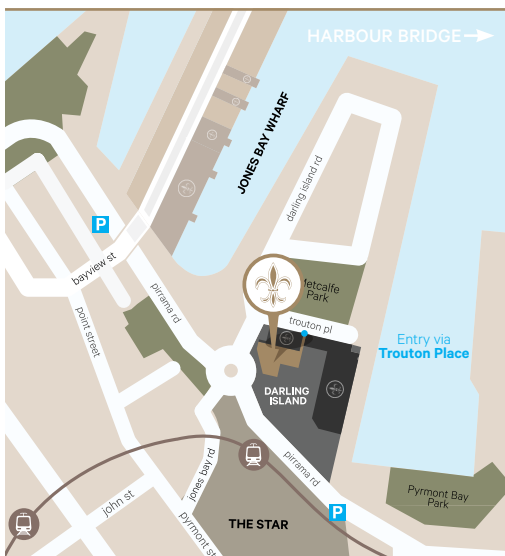 HARBOUR BRIDGE
JONES BAY WHARF
darling island rd
P
bayview st
pirrama rd
Metcalfe
Park
trouton pl
point street
Entry via
Trouton Place
DARLING
ISLAND
jones bay rd
pirrama rd
john st
Pyrmont Bay
Park
P
pyrmont st
THE STAR